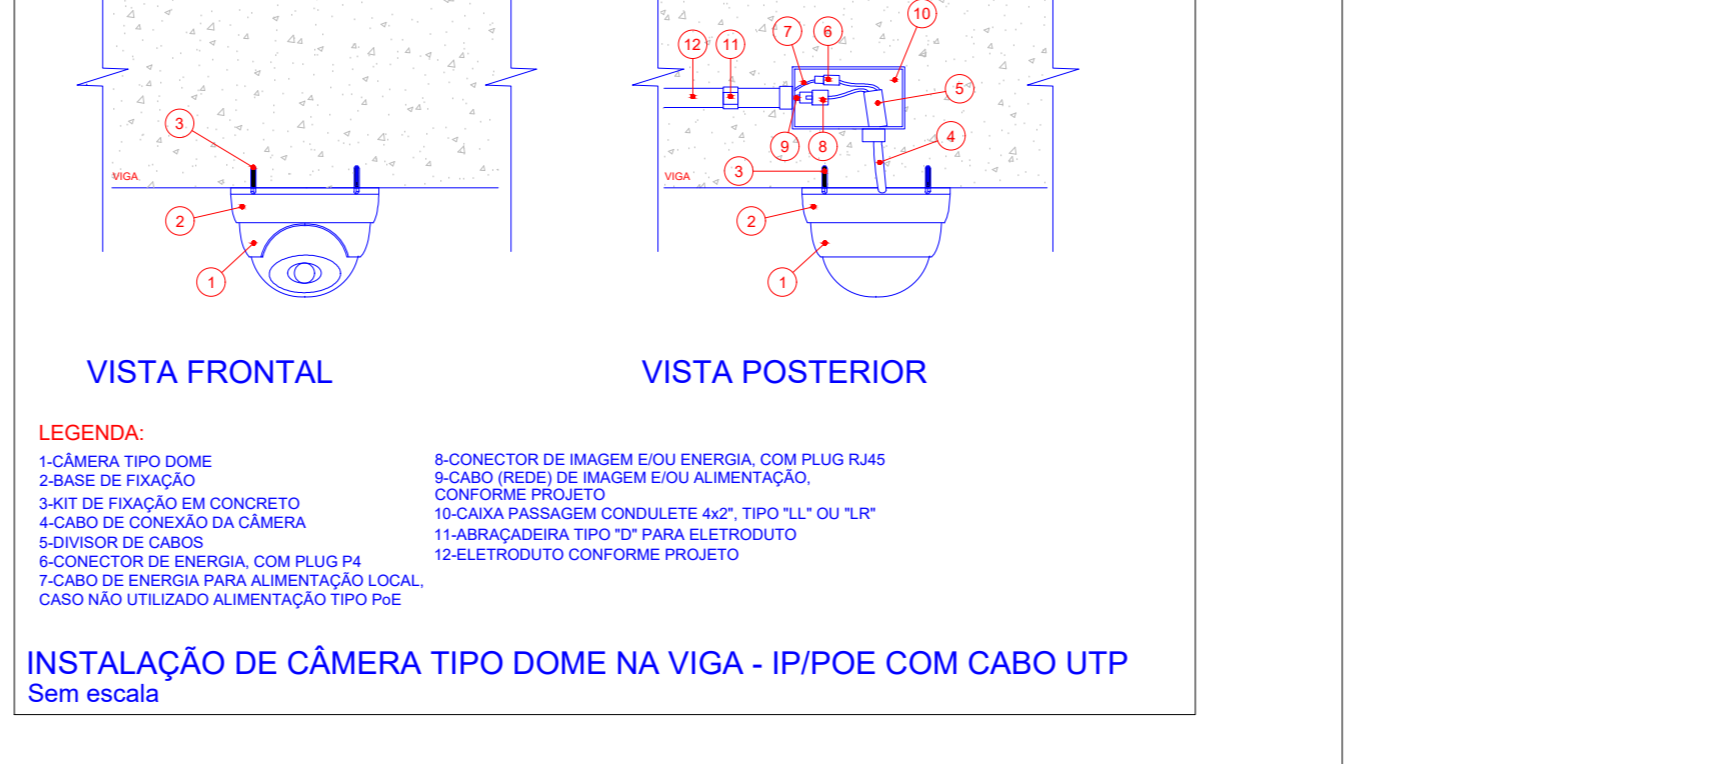 10
7
6
12
11
5
3
9
8
4
VIGA
VIGA
3
2
2
1
1
VISTA FRONTAL
VISTA POSTERIOR
LEGENDA:
1-CÂMERA TIPO DOME
2-BASE DE FIXAÇÃO
3-KIT DE FIXAÇÃO EM CONCRETO
4-CABO DE CONEXÃO DA CÂMERA
5-DIVISOR DE CABOS
6-CONECTOR DE ENERGIA, COM PLUG P4
7-CABO DE ENERGIA PARA ALIMENTAÇÃO LOCAL,
CASO NÃO UTILIZADO ALIMENTAÇÃO TIPO PoE
8-CONECTOR DE IMAGEM E/OU ENERGIA, COM PLUG RJ45
9-CABO (REDE) DE IMAGEM E/OU ALIMENTAÇÃO,
CONFORME PROJETO
10-CAIXA PASSAGEM CONDULETE 4x2", TIPO "LL" OU "LR"
11-ABRAÇADEIRA TIPO "D" PARA ELETRODUTO
12-ELETRODUTO CONFORME PROJETO
INSTALAÇÃO DE CÂMERA TIPO DOME NA VIGA - IP/POE COM CABO UTP
Sem escala